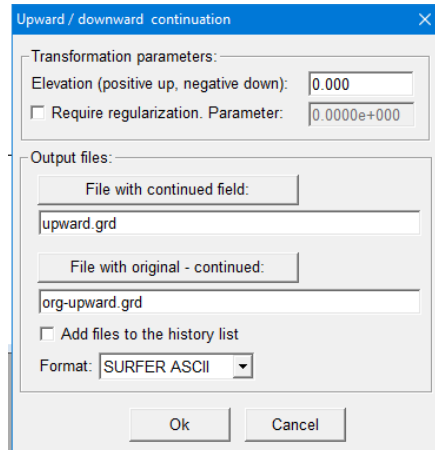 Upward / downward continuation
Transformation parameters:
Elevation (positive up, negative down): 0.000
Require regularization. Parameter: 0.0000e+000
Output files:
File with continued field:
upward.grd
File with original - continued:
org-upward.grd
Add files to the history list
Format: SURFER ASCII
Ok Cancel